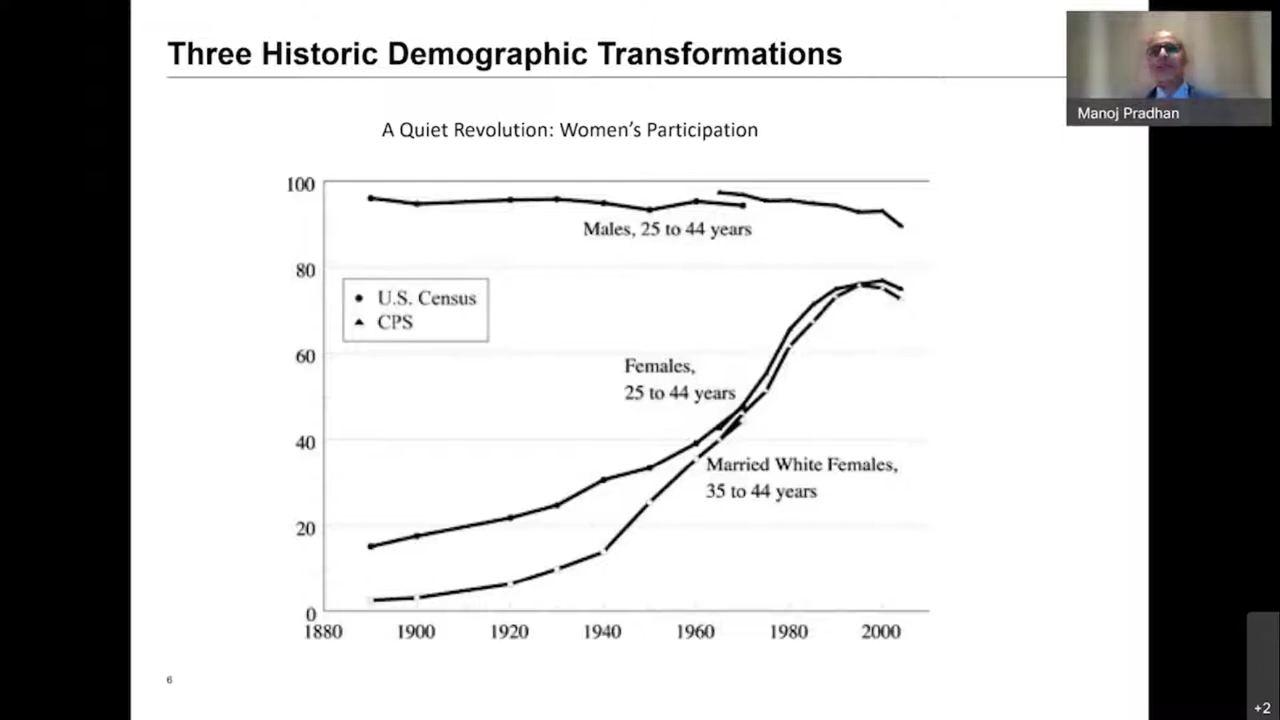 Three Historic Demographic Transformations
Manoj Pradhan
A Quiet Revolution: Women’s Participation
100
80
60
40
20
0
Males, 25 to 44 years
U.S. Census
CPS
Females,
25 to 44 years
Married White Females,
35 to 44 years
1880 1900 1920 1940 1960 1980 2000
6
+2